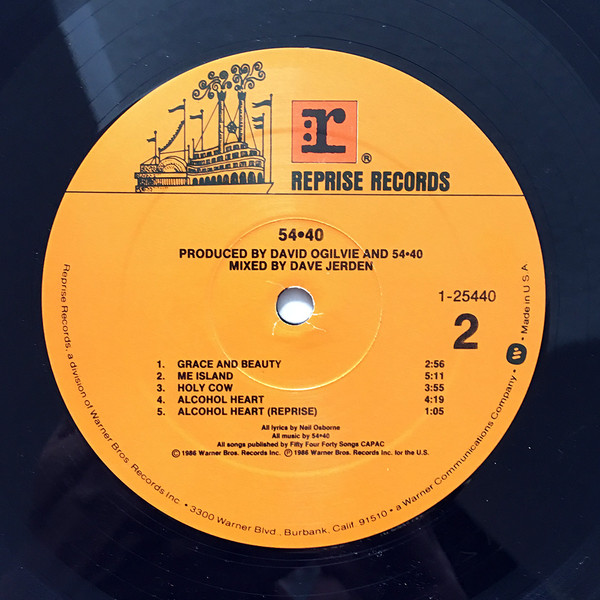 r
®
REPRISE RECORDS
54•40
PRODUCED BY DAVID OGILVIE AND 54•40
MIXED BY DAVE JERDEN
1-25440
2
1. GRACE AND BEAUTY 2:56
2. ME ISLAND 5:11
3. HOLY COW 3:55
4. ALCOHOL HEART 4:19
5. ALCOHOL HEART (REPRISE) 1:05
All lyrics by Neil Osborne
All music by 54•40
All songs published by Fifty Four Forty Songs CAPAC
© 1986 Warner Bros. Records Inc. Ⓟ 1986 Warner Bros. Records Inc. for the U.S.
Reprise Records, a division of Warner Bros. Records Inc. • 3300 Warner Blvd., Burbank, Calif. 91510 • a Warner Communications Company • W • Made in U S A